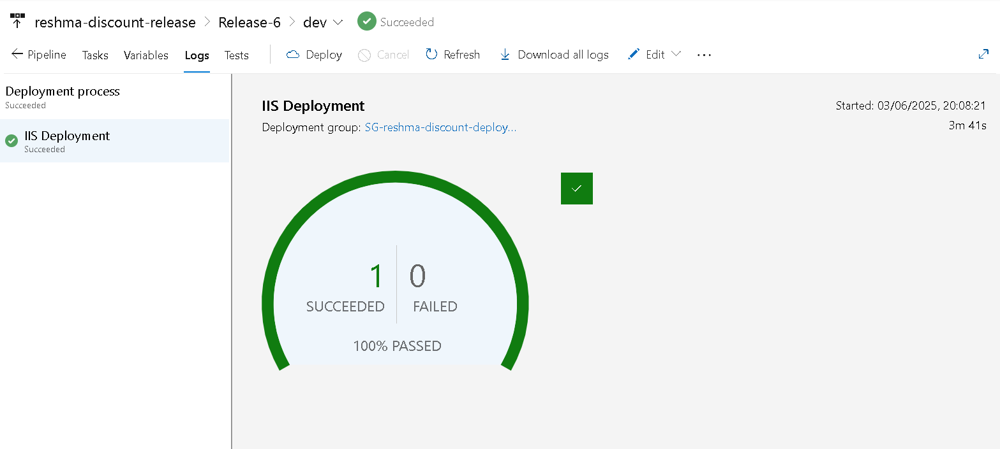 reshma-discount-release > Release-6 > dev Succeeded
Pipeline Tasks Variables Logs Tests Deploy Cancel Refresh Download all logs Edit ...
Deployment process
Succeeded
IIS Deployment
Succeeded
IIS Deployment
Deployment group: SG-reshma-discount-deploy...
Started: 03/06/2025, 20:08:21
3m 41s
1 0
SUCCEEDED FAILED
100% PASSED